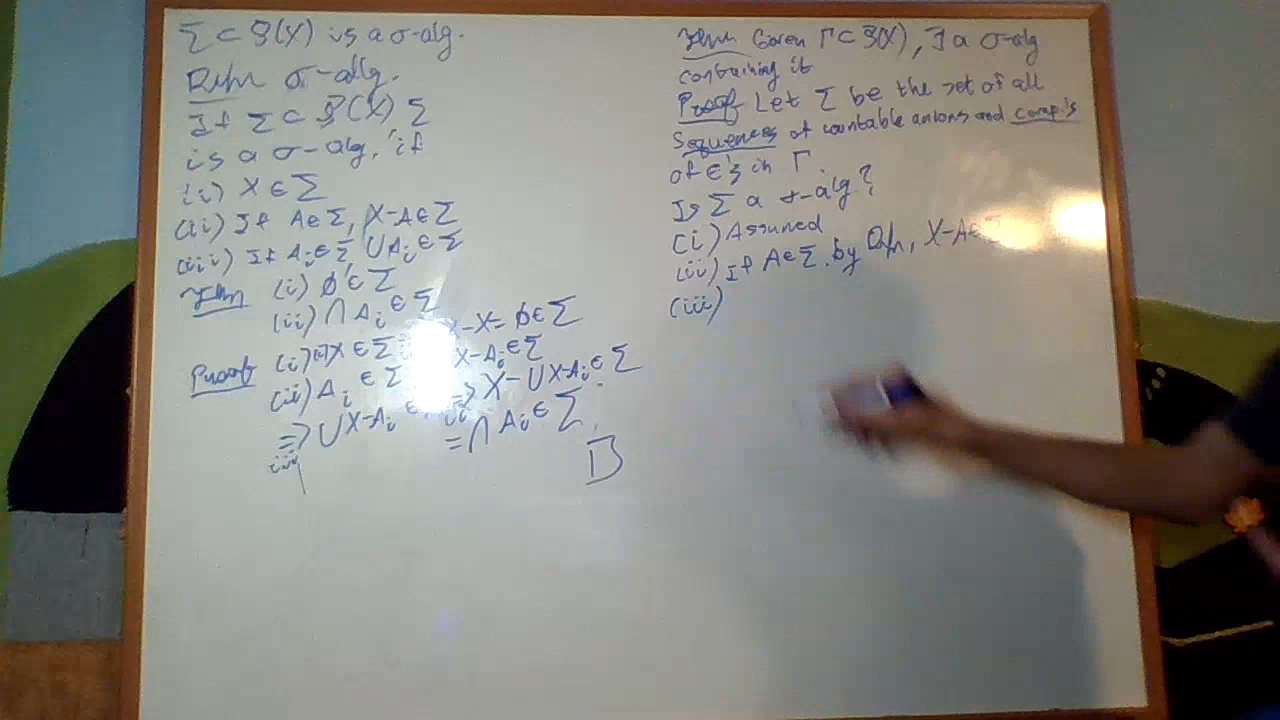 Σ ⊂ P(X) is a σ-alg.
Defn σ-alg.
If Σ ⊂ P(X) Σ
is a σ-alg. if
(i) X ∈ Σ
(ii) If A∈Σ, X-A∈Σ
(iii) If Ai∈Σ, ∪Ai∈Σ
Thm (i) ∅∈Σ
(ii) ∩Ai∈Σ
Proof (i) X∈Σ X-X=∅∈Σ
(ii) Ai∈Σ X-Ai∈Σ
⇒ ∪X-Ai ⇒ X-∪X-Ai∈Σ
iii
ii
= ∩Ai∈Σ.
Thm Given Γ⊂P(X), ∃ a σ-alg
containing it
Proof Let Σ be the set of all
Sequences of countable unions and comp's
of ∈'s in Γ
Is Σ a σ-alg?
(i) Assumed
(ii) If A∈Σ, by Defn, X-A∈Σ
(iii)